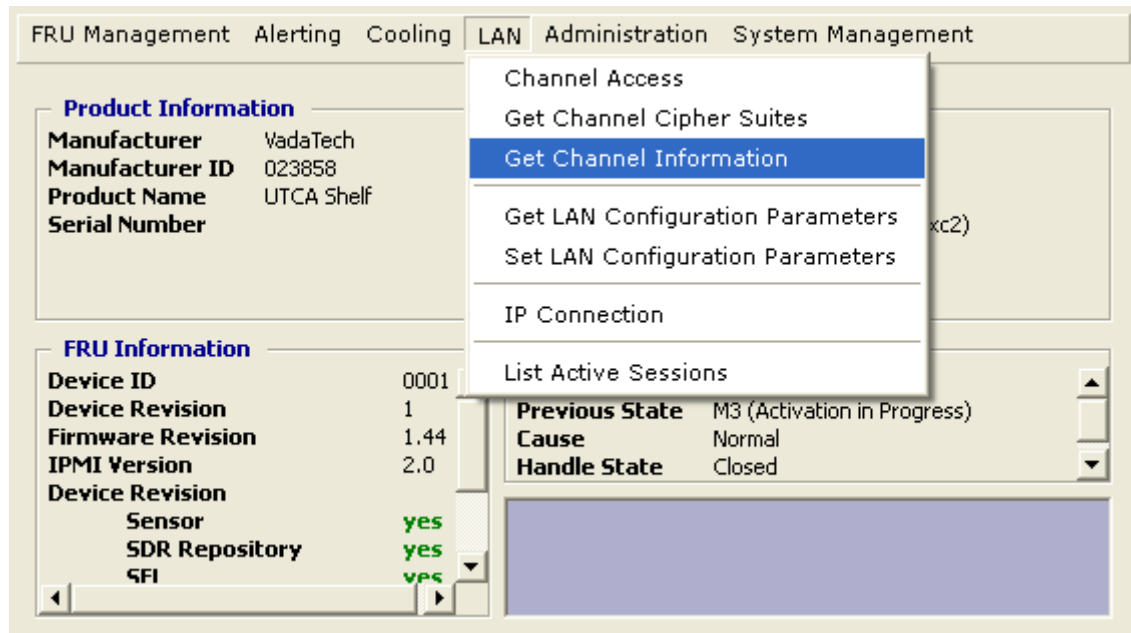 FRU Management Alerting Cooling LAN Administration System Management
Channel Access
Get Channel Cipher Suites
Get Channel Information
Get LAN Configuration Parameters
Set LAN Configuration Parameters
IP Connection
List Active Sessions
Product Information
Manufacturer VadaTech
Manufacturer ID 023858
Product Name UTCA Shelf
Serial Number
xc2)
FRU Information
Device ID 0001
Device Revision 1
Firmware Revision 1.44
IPMI Version 2.0
Device Revision
Sensor yes
SDR Repository yes
SEL yes
Previous State M3 (Activation in Progress)
Cause Normal
Handle State Closed